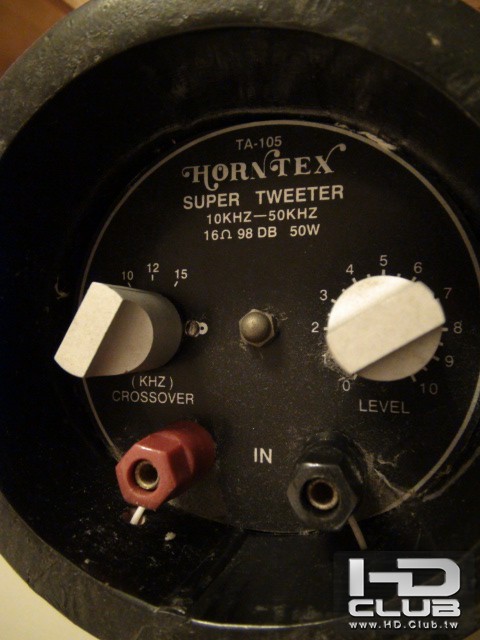 TA-105
HORNTEX
SUPER TWEETER
10KHZ—50KHZ
16Ω 98 DB 50W
10 12 15
(KHZ)
CROSSOVER
0 1 2 3 4 5 6 7 8 9 10
LEVEL
IN
HD
CLUB
www.HD.Club.tw